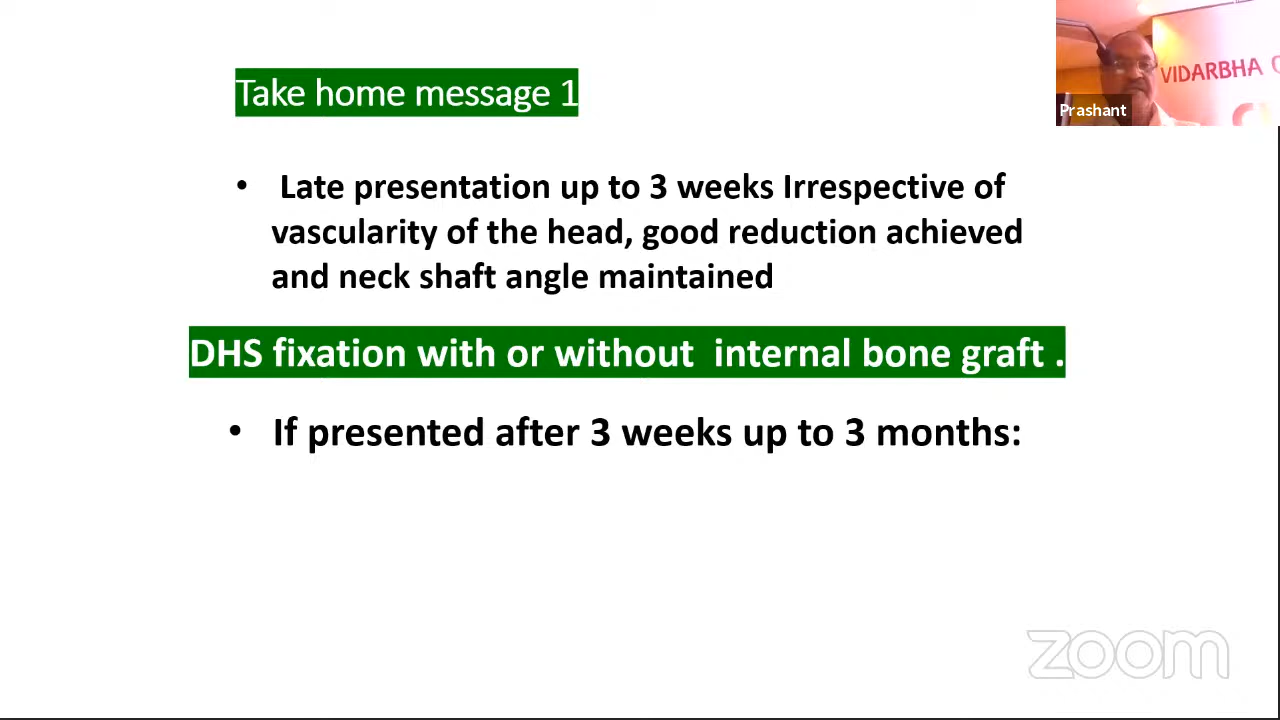 Take home message 1
VIDARBHA
Prashant
• Late presentation up to 3 weeks Irrespective of
vascularity of the head, good reduction achieved
and neck shaft angle maintained
DHS fixation with or without internal bone graft .
• If presented after 3 weeks up to 3 months:
zoom